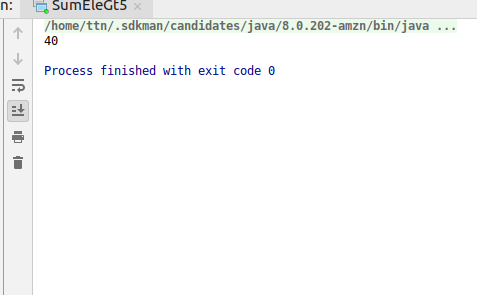 n: SumEleGt5
/home/ttn/.sdkman/candidates/java/8.0.202-amzn/bin/java ...
40
Process finished with exit code 0